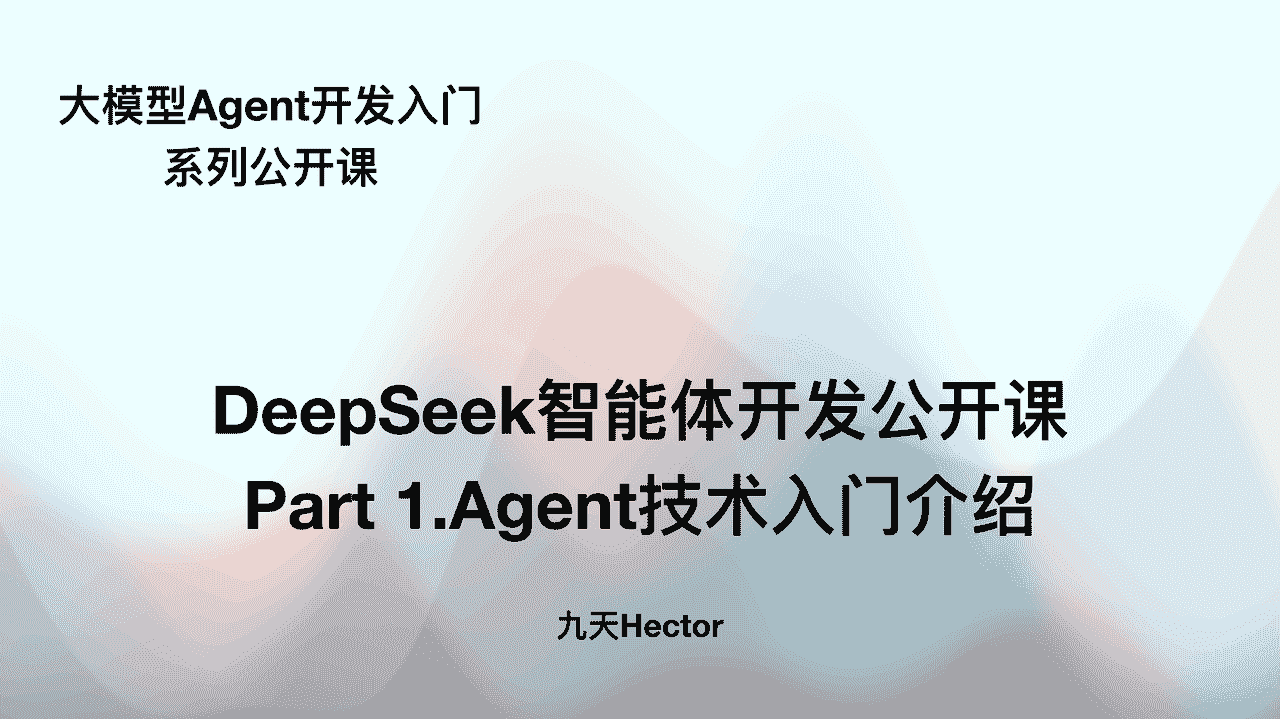 大模型Agent开发入门
系列公开课
DeepSeek智能体开发公开课
Part 1.Agent技术入门介绍
九天Hector